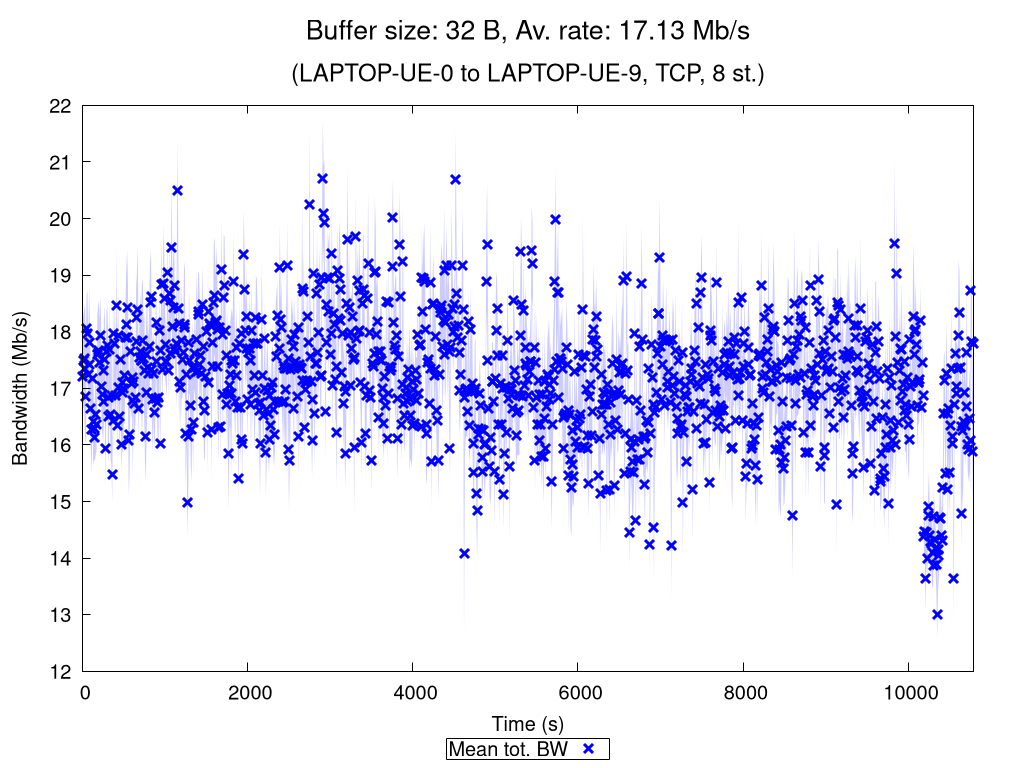 Buffer size: 32 B, Av. rate: 17.13 Mb/s
(LAPTOP-UE-0 to LAPTOP-UE-9, TCP, 8 st.)
22
21
20
19
18
17
16
15
14
13
12
Bandwidth (Mb/s)
0 2000 4000 6000 8000 10000
Time (s)
Mean tot. BW